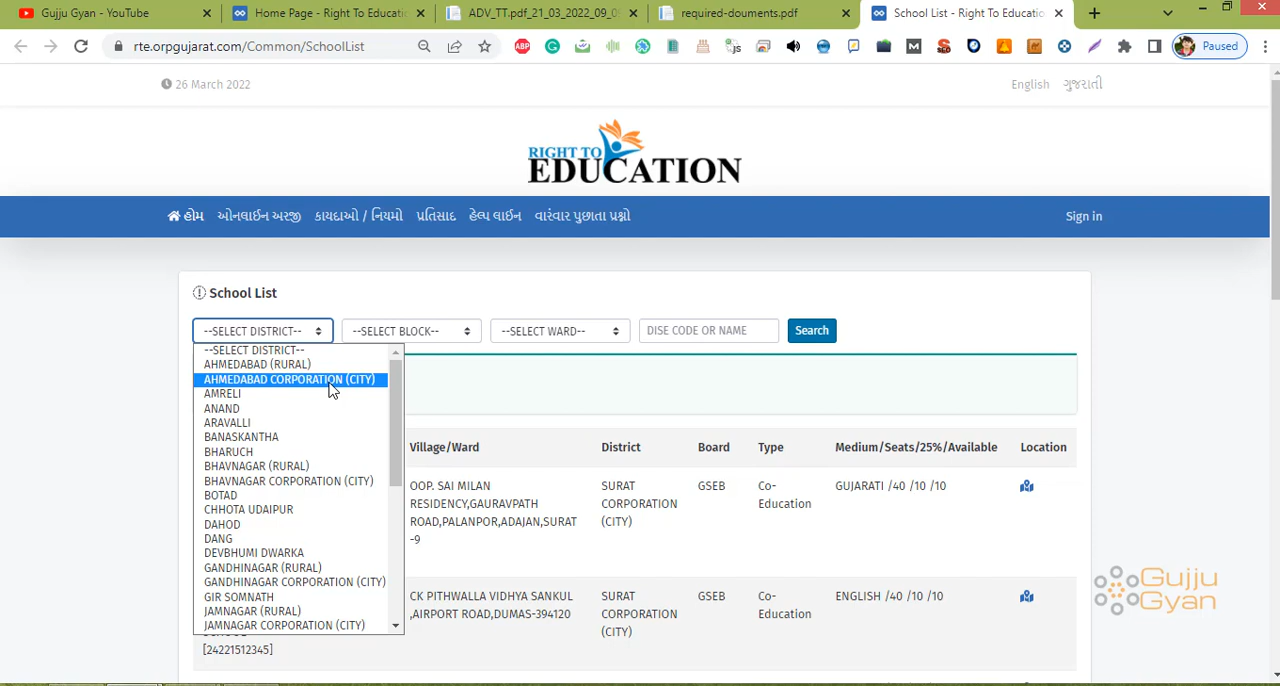 Gujju Gyan - YouTube
Home Page - Right To Educati
ADV_TT.pdf_21_03_2022_09_0
required-douments.pdf
School List - Right To Educatio
rte.orpgujarat.com/Common/SchoolList
Paused
26 March 2022
English ગુજરાતી
RIGHT TO
EDUCATION
હોમ ઓનલાઈન અરજી કાયદાઓ / નિયમો પ્રતિસાદ હેલ્પ લાઈન વારંવાર પુછાતા પ્રશ્નો Sign in
School List
--SELECT DISTRICT-- --SELECT BLOCK-- --SELECT WARD-- DISE CODE OR NAME Search
--SELECT DISTRICT--
AHMEDABAD (RURAL)
AHMEDABAD CORPORATION (CITY)
AMRELI
ANAND
ARAVALLI
BANASKANTHA
BHARUCH
BHAVNAGAR (RURAL)
BHAVNAGAR CORPORATION (CITY)
BOTAD
CHHOTA UDAIPUR
DAHOD
DANG
DEVBHUMI DWARKA
GANDHINAGAR (RURAL)
GANDHINAGAR CORPORATION (CITY)
GIR SOMNATH
JAMNAGAR (RURAL)
JAMNAGAR CORPORATION (CITY)
[24221512345]
Village/Ward District Board Type Medium/Seats/25%/Available Location
OOP. SAI MILAN
RESIDENCY,GAURAVPATH
ROAD,PALANPOR,ADAJAN,SURAT
-9
SURAT
CORPORATION
(CITY)
GSEB
Co-
Education
GUJARATI /40 /10 /10
CK PITHWALLA VIDHYA SANKUL
,AIRPORT ROAD,DUMAS-394120
SURAT
CORPORATION
(CITY)
GSEB
Co-
Education
ENGLISH /40 /10 /10
Gujju
Gyan